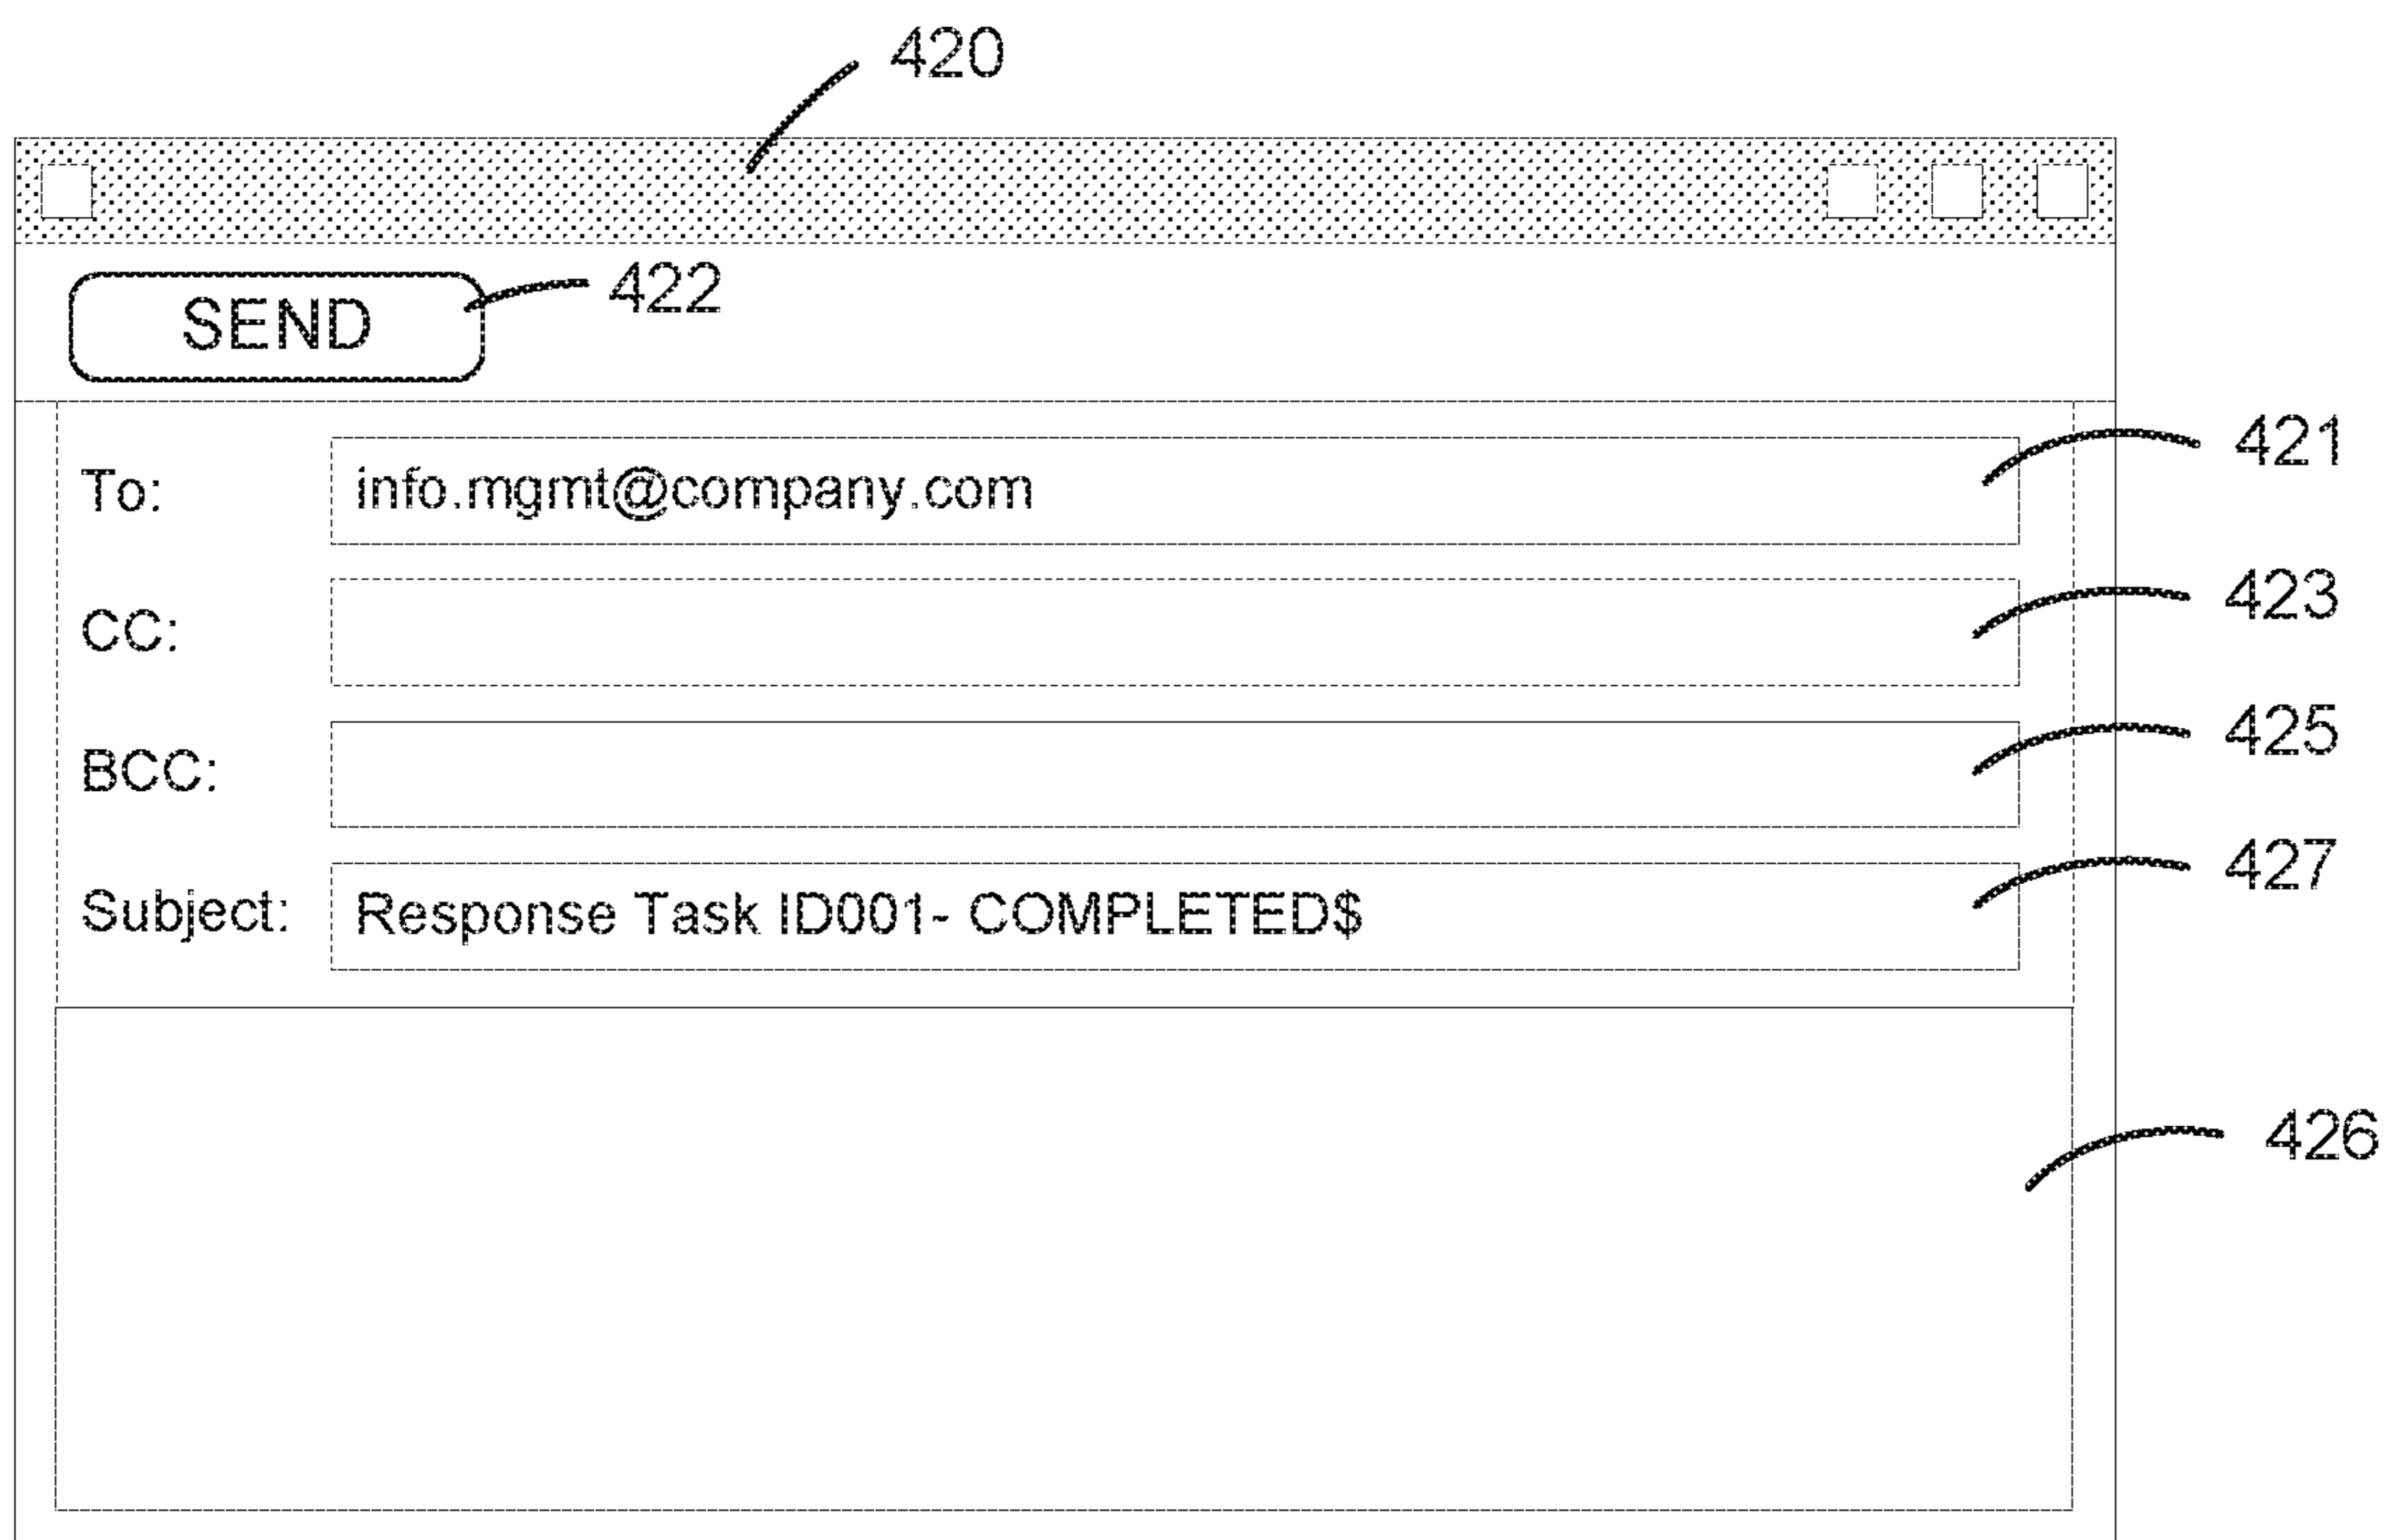 420
SEND 422
To: info.mgmt@company.com 421
CC: 423
BCC: 425
Subject: Response Task ID001- COMPLETED$ 427
426